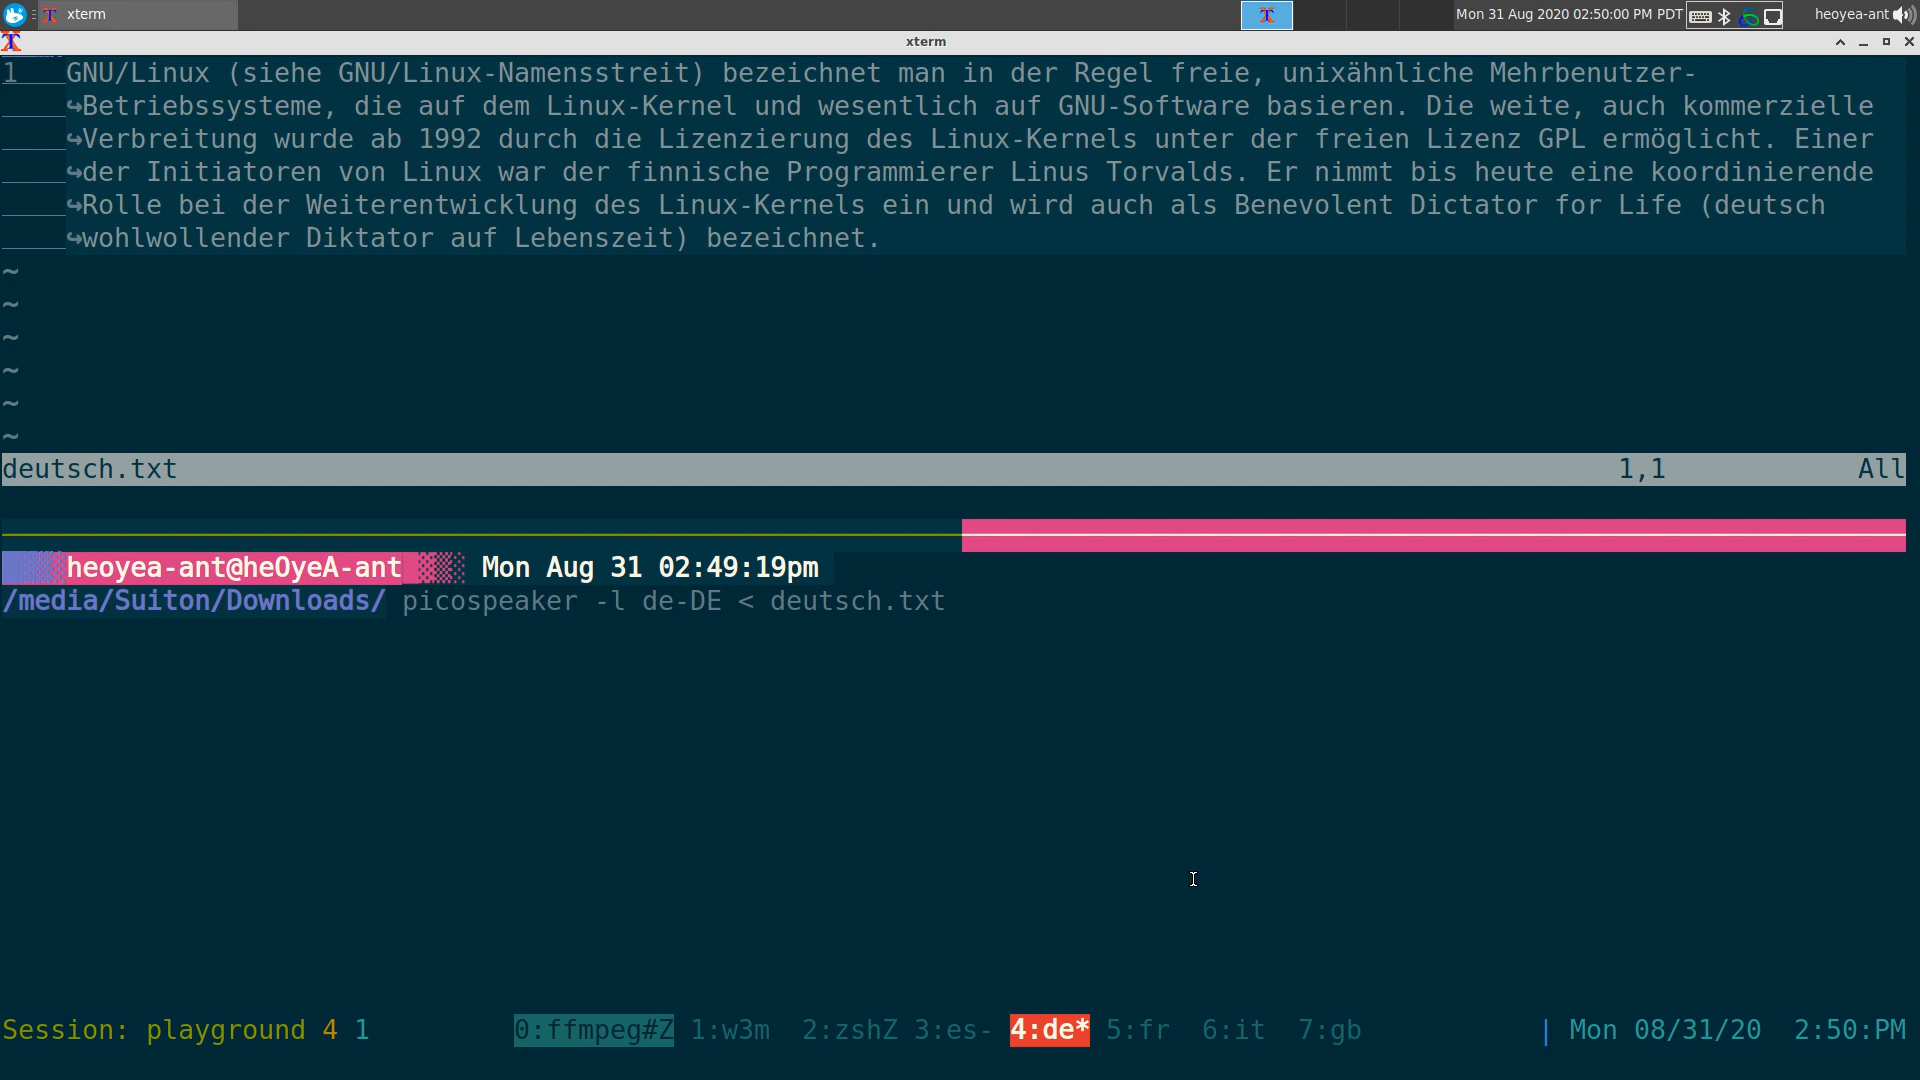 xterm
Mon 31 Aug 2020 02:50:00 PM PDT
heoyea-ant
xterm
1 GNU/Linux (siehe GNU/Linux-Namensstreit) bezeichnet man in der Regel freie, unixähnliche Mehrbenutzer-
↪Betriebssysteme, die auf dem Linux-Kernel und wesentlich auf GNU-Software basieren. Die weite, auch kommerzielle
↪Verbreitung wurde ab 1992 durch die Lizenzierung des Linux-Kernels unter der freien Lizenz GPL ermöglicht. Einer
↪der Initiatoren von Linux war der finnische Programmierer Linus Torvalds. Er nimmt bis heute eine koordinierende
↪Rolle bei der Weiterentwicklung des Linux-Kernels ein und wird auch als Benevolent Dictator for Life (deutsch
↪wohlwollender Diktator auf Lebenszeit) bezeichnet.
~
~
~
~
~
~
deutsch.txt 1,1 All
heoyea-ant@heOyeA-ant Mon Aug 31 02:49:19pm
/media/Suiton/Downloads/ picospeaker -l de-DE < deutsch.txt
Session: playground 4 1 0:ffmpeg#Z 1:w3m 2:zshZ 3:es- 4:de* 5:fr 6:it 7:gb | Mon 08/31/20 2:50:PM